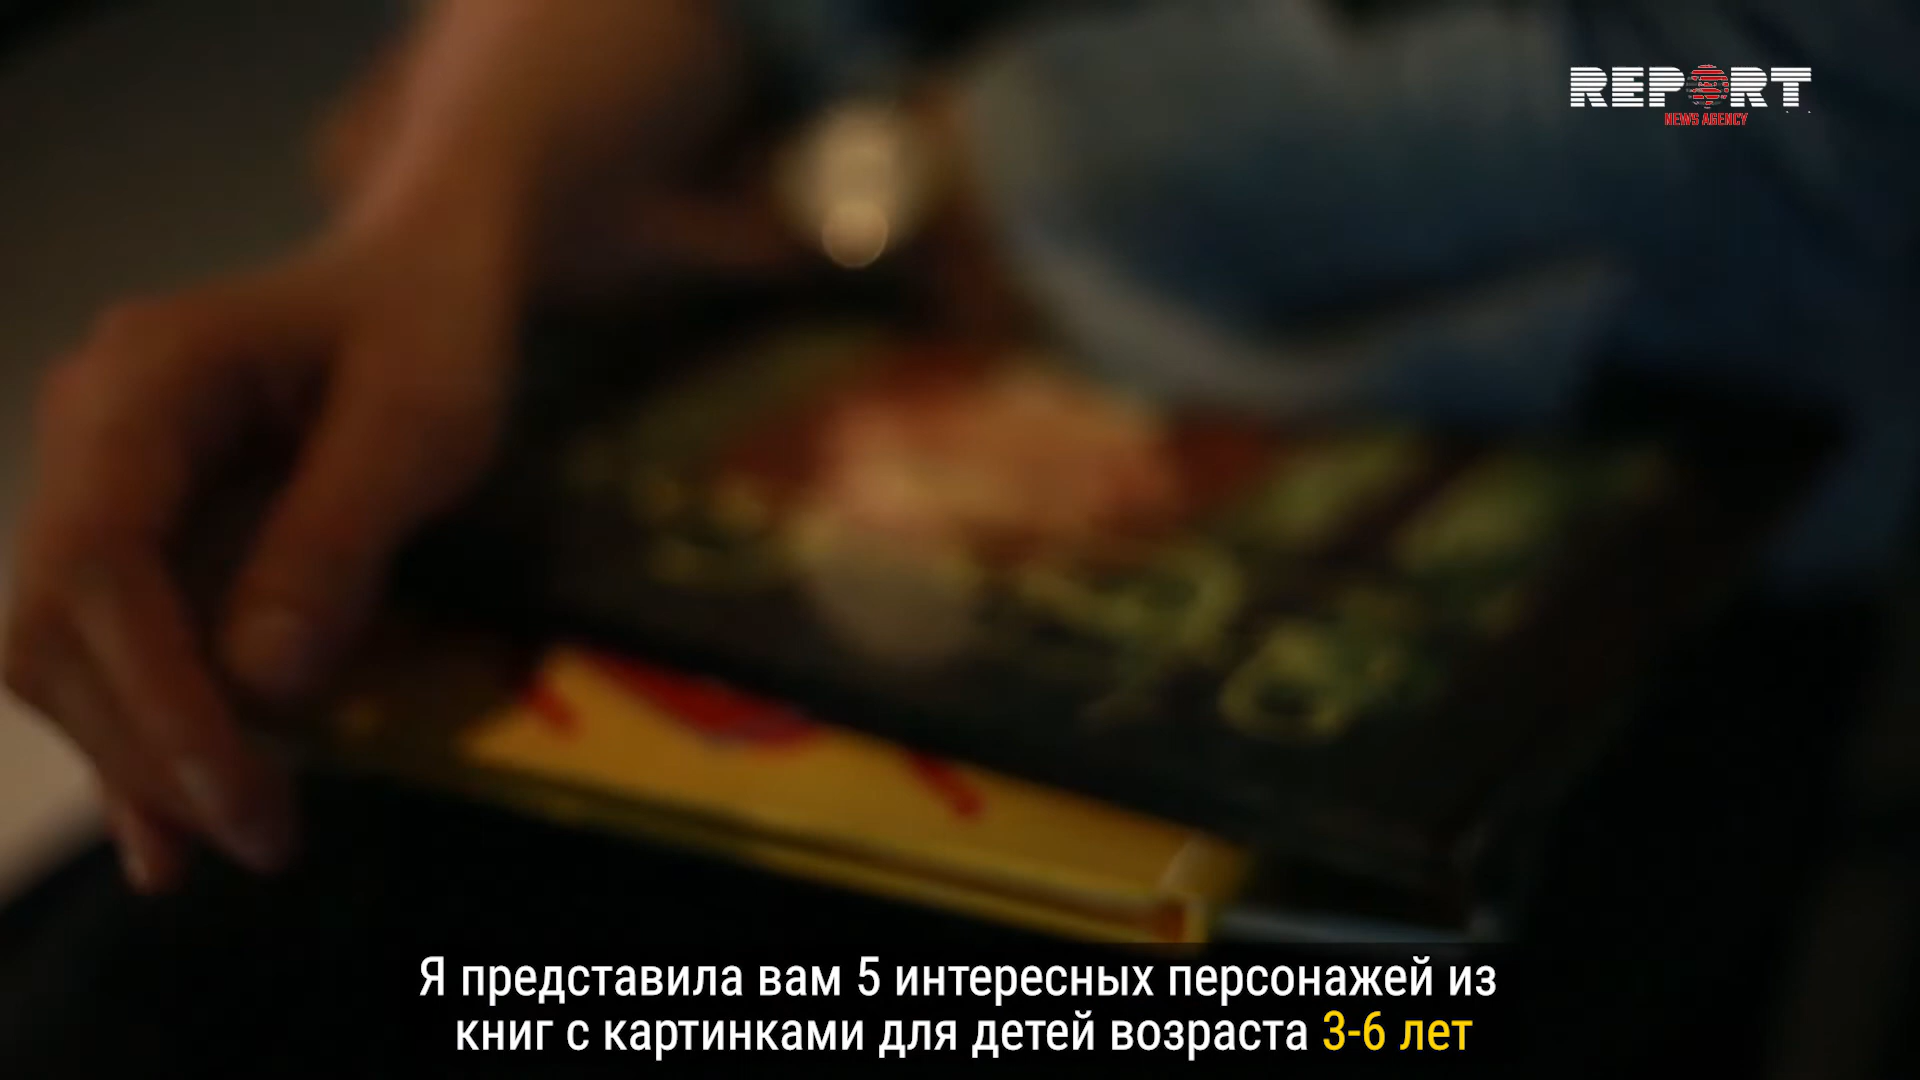 REPORT
NEWS AGENCY
Я представила вам 5 интересных персонажей из
книг с картинками для детей возраста 3-6 лет